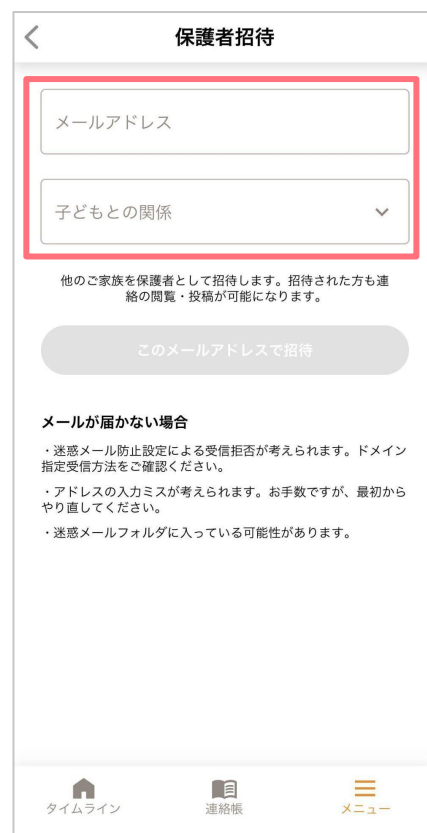 保護者招待
メールアドレス
子どもとの関係
他のご家族を保護者として招待します。招待された方も連
絡の閲覧・投稿が可能になります。
このメールアドレスで招待
メールが届かない場合
・迷惑メール防止設定による受信拒否が考えられます。ドメイン
指定受信方法をご確認ください。
・アドレスの入力ミスが考えられます。お手数ですが、最初から
やり直してください。
・迷惑メールフォルダに入っている可能性があります。
タイムライン
連絡帳
メニュー